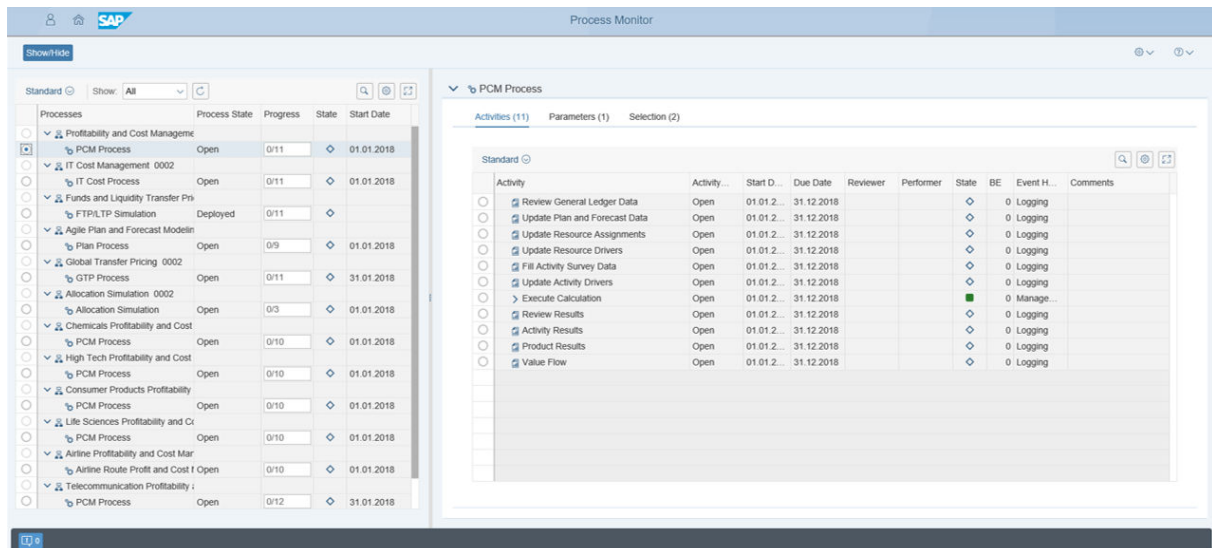 SAP Process Monitor
Show/Hide
Standard Show: All
Processes Process State Progress State Start Date
Profitability and Cost Manageme
PCM Process Open 0/11 01.01.2018
IT Cost Management 0002
IT Cost Process Open 0/11 01.01.2018
Funds and Liquidity Transfer Pri
FTP/LTP Simulation Deployed 0/11
Agile Plan and Forecast Modelin
Plan Process Open 0/9 01.01.2018
Global Transfer Pricing 0002
GTP Process Open 0/11 31.01.2018
Allocation Simulation 0002
Allocation Simulation Open 0/3 01.01.2018
Chemicals Profitability and Cost
PCM Process Open 0/10 01.01.2018
High Tech Profitability and Cost
PCM Process Open 0/10 01.01.2018
Consumer Products Profitability
PCM Process Open 0/10 01.01.2018
Life Sciences Profitability and Co
PCM Process Open 0/10 01.01.2018
Airline Profitability and Cost Mar
Airline Route Profit and Cost Open 0/10 01.01.2018
Telecommunication Profitability
PCM Process Open 0/12 31.01.2018
PCM Process
Activities (11) Parameters (1) Selection (2)
Standard
Activity Activity... Start D... Due Date Reviewer Performer State BE Event H... Comments
Review General Ledger Data Open 01.01.2... 31.12.2018 0 Logging
Update Plan and Forecast Data Open 01.01.2... 31.12.2018 0 Logging
Update Resource Assignments Open 01.01.2... 31.12.2018 0 Logging
Update Resource Drivers Open 01.01.2... 31.12.2018 0 Logging
Fill Activity Survey Data Open 01.01.2... 31.12.2018 0 Logging
Update Activity Drivers Open 01.01.2... 31.12.2018 0 Logging
Execute Calculation Open 01.01.2... 31.12.2018 0 Manage...
Review Results Open 01.01.2... 31.12.2018 0 Logging
Activity Results Open 01.01.2... 31.12.2018 0 Logging
Product Results Open 01.01.2... 31.12.2018 0 Logging
Value Flow Open 01.01.2... 31.12.2018 0 Logging
0